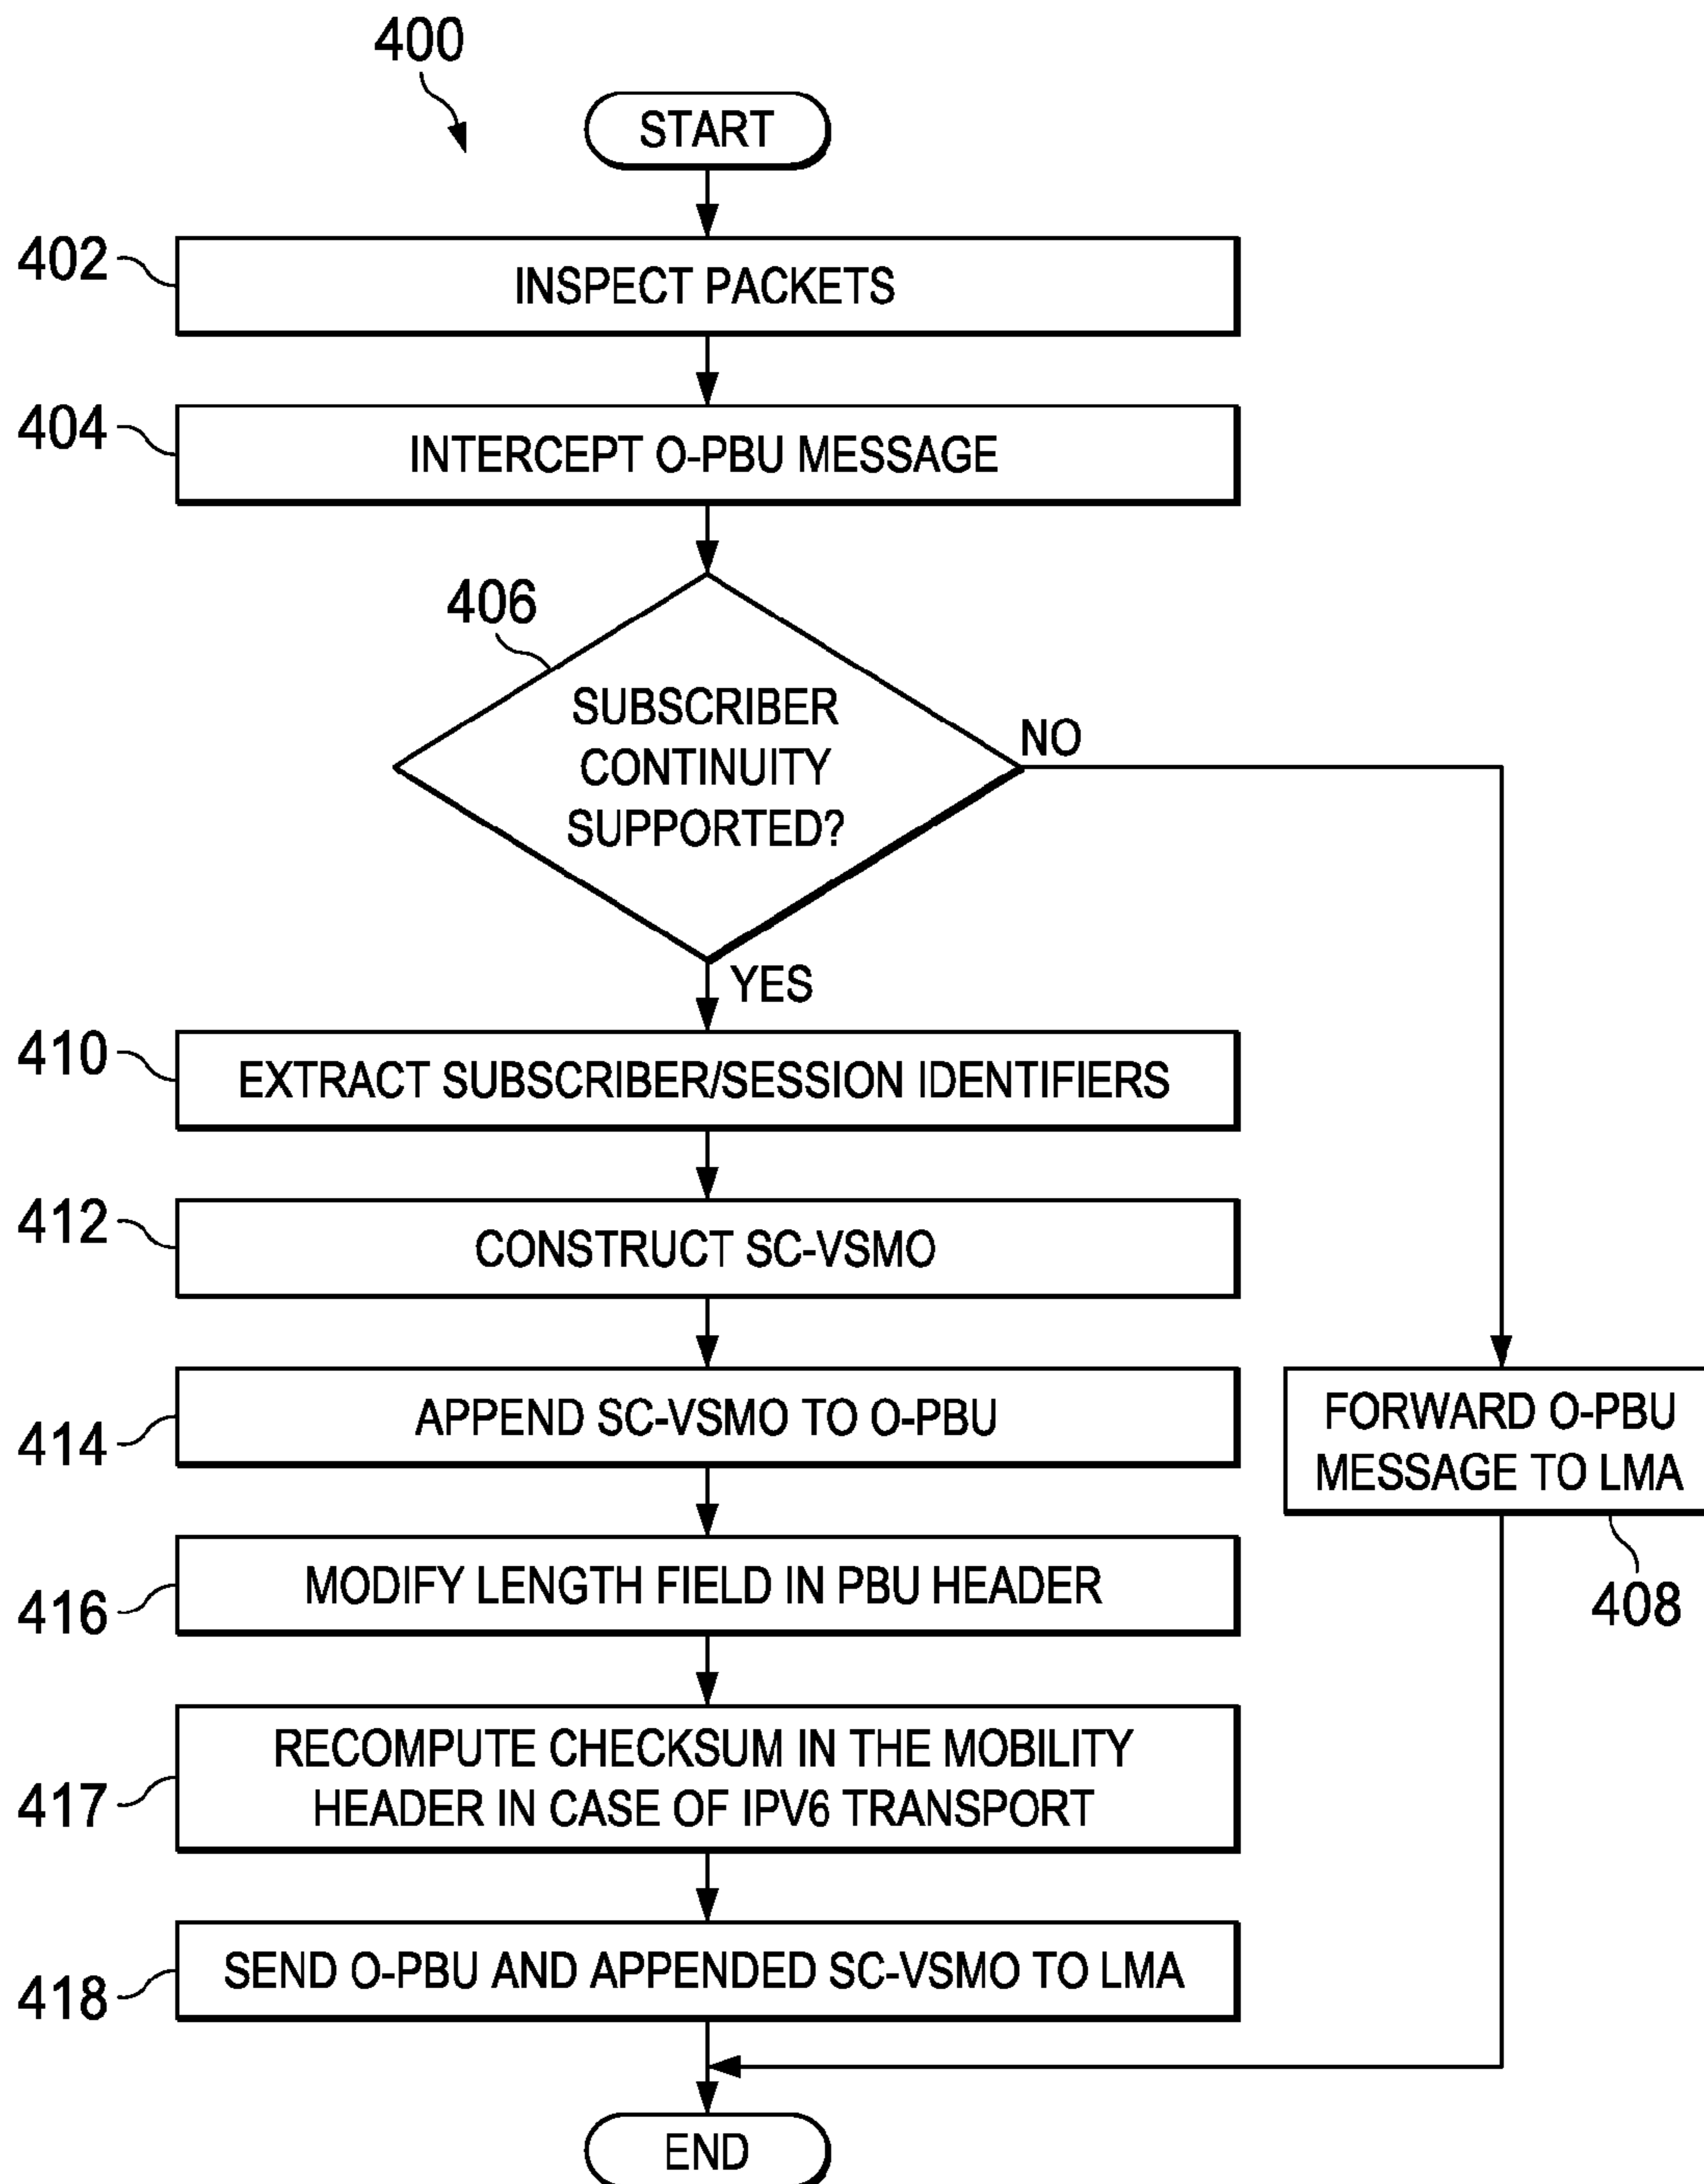 400
START
402
INSPECT PACKETS
404
INTERCEPT O-PBU MESSAGE
406
SUBSCRIBER
CONTINUITY
SUPPORTED?
NO
YES
410
EXTRACT SUBSCRIBER/SESSION IDENTIFIERS
412
CONSTRUCT SC-VSMO
414
APPEND SC-VSMO TO O-PBU
FORWARD O-PBU
MESSAGE TO LMA
408
416
MODIFY LENGTH FIELD IN PBU HEADER
417
RECOMPUTE CHECKSUM IN THE MOBILITY
HEADER IN CASE OF IPV6 TRANSPORT
418
SEND O-PBU AND APPENDED SC-VSMO TO LMA
END